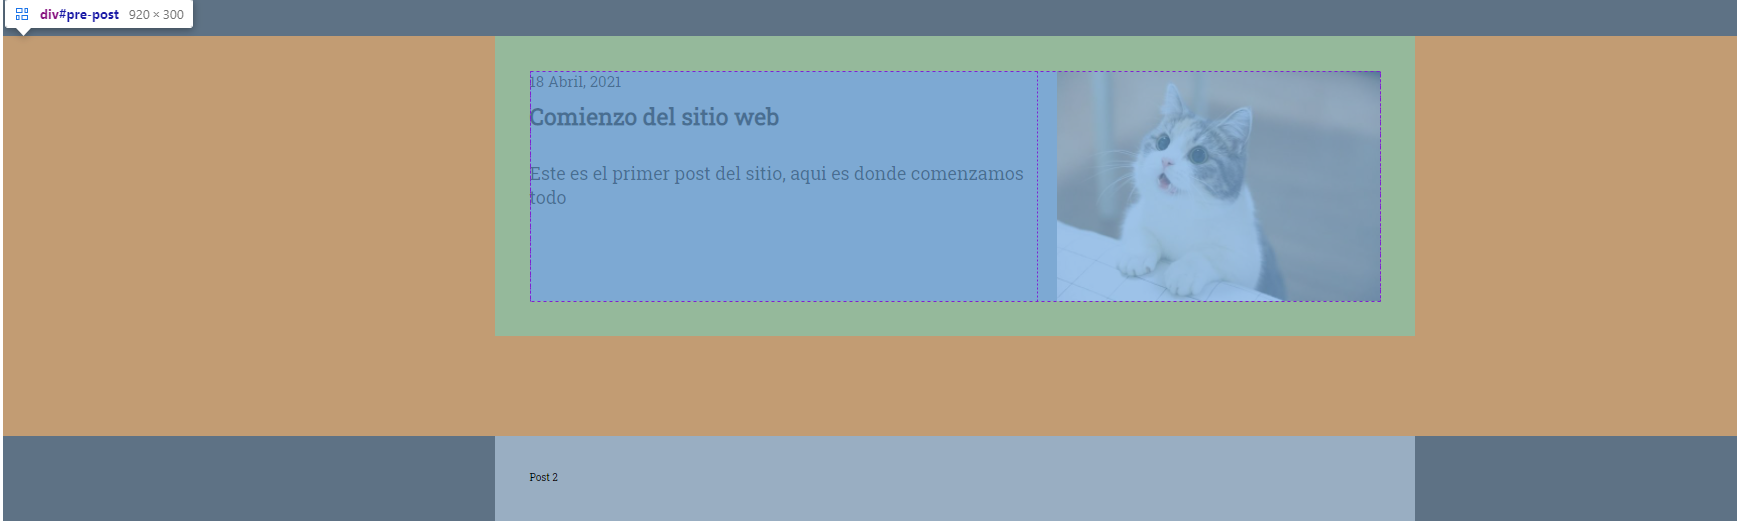 div#pre-post 920 × 300
18 Abril, 2021
Comienzo del sitio web
Este es el primer post del sitio, aqui es donde comenzamos
todo
Post 2